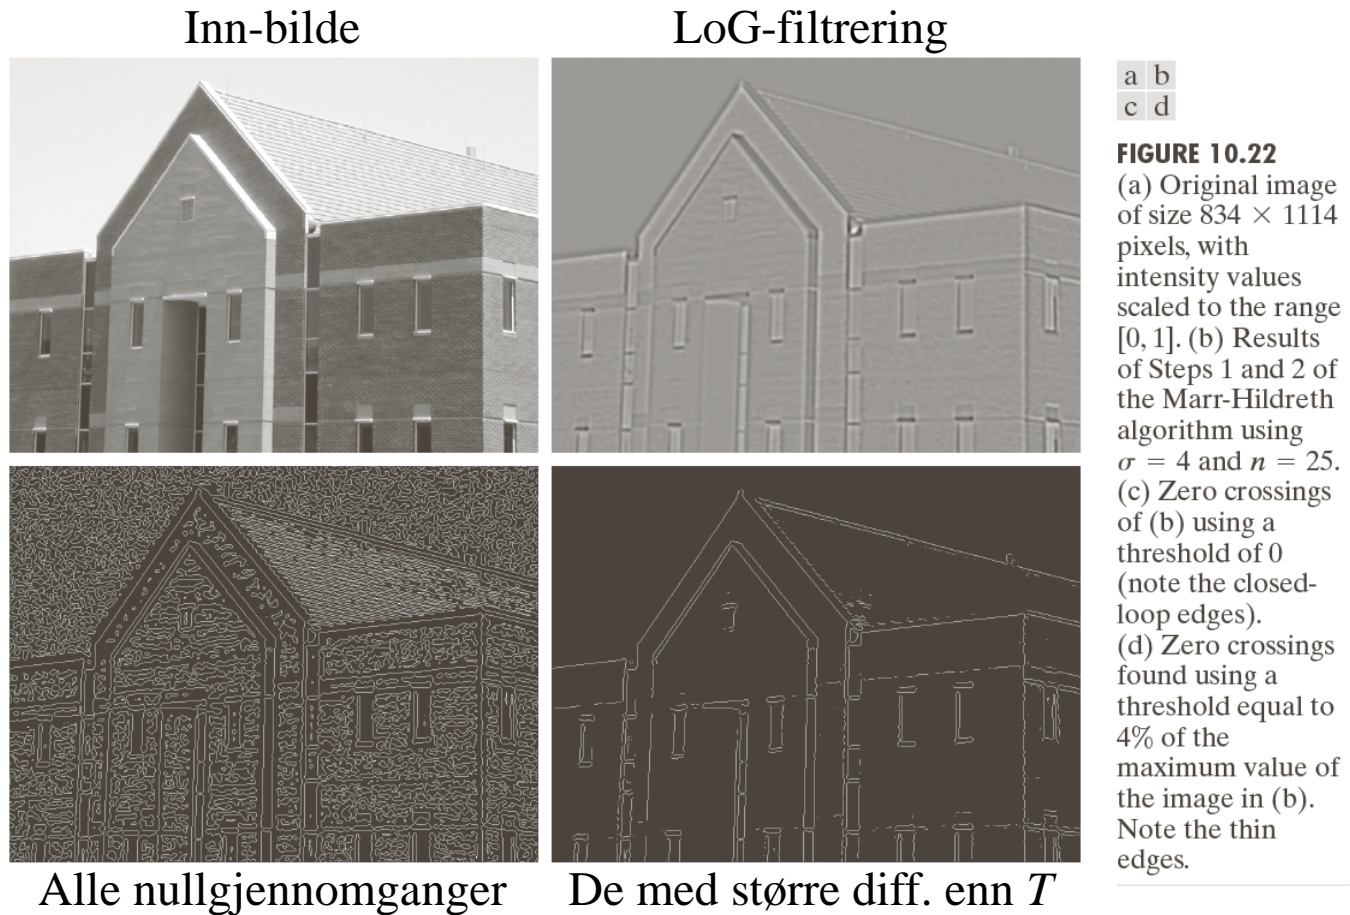 Inn-bilde
LoG-filtrering
a b
c d
FIGURE 10.22
(a) Original image
of size 834 × 1114
pixels, with
intensity values
scaled to the range
[0, 1]. (b) Results
of Steps 1 and 2 of
the Marr-Hildreth
algorithm using
σ = 4 and n = 25.
(c) Zero crossings
of (b) using a
threshold of 0
(note the closed-
loop edges).
(d) Zero crossings
found using a
threshold equal to
4% of the
maximum value of
the image in (b).
Note the thin
edges.
Alle nullgjennomganger
De med større diff. enn T